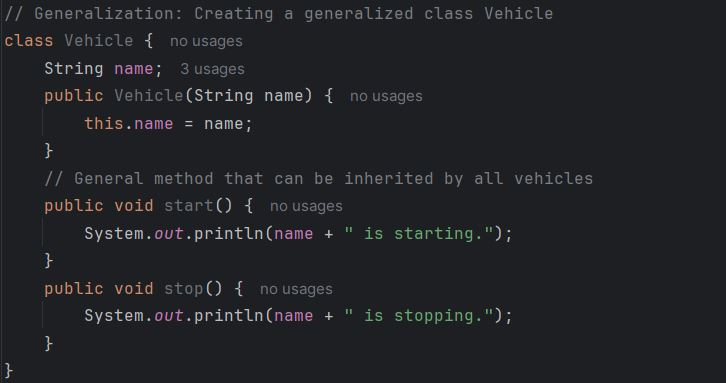 // Generalization: Creating a generalized class Vehicle
class Vehicle {  no usages
    String name;  3 usages
    public Vehicle(String name) {  no usages
        this.name = name;
    }
    // General method that can be inherited by all vehicles
    public void start() {  no usages
        System.out.println(name + " is starting.");
    }
    public void stop() {  no usages
        System.out.println(name + " is stopping.");
    }
}